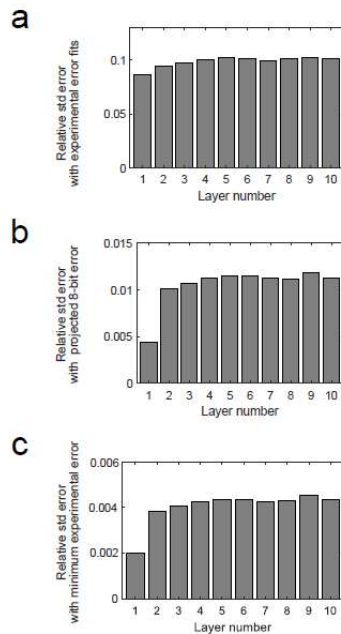 a
Relative std error
with experimental error fits
0.1
0.05
0
1 2 3 4 5 6 7 8 9 10
Layer number
b
Relative std error
with projected 8-bit error
0.015
0.01
0.005
0
1 2 3 4 5 6 7 8 9 10
Layer number
c
Relative std error
with minimum experimental error
0.006
0.004
0.002
0
1 2 3 4 5 6 7 8 9 10
Layer number